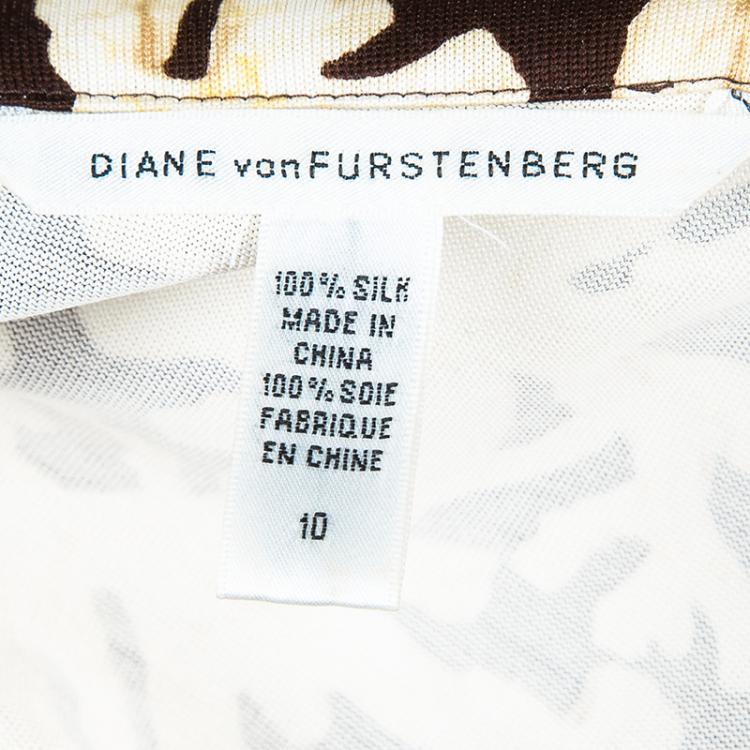 DIANE vonFURSTENBERG
100% SILK
MADE IN
CHINA
100% SOIE
FABRIQUE
EN CHINE
10